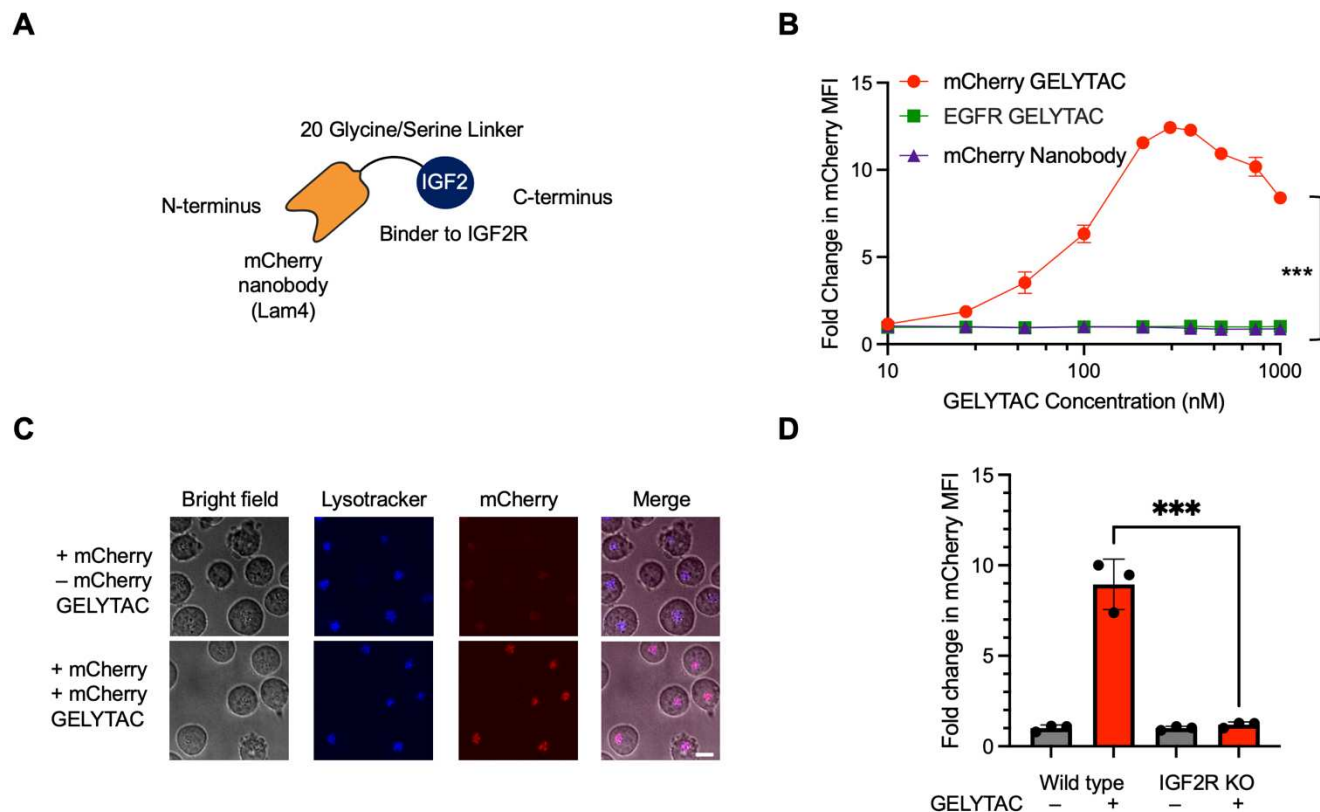 A
20 Glycine/Serine Linker
IGF2
N-terminus
C-terminus
Binder to IGF2R
mCherry
nanobody
(Lam4)
B
mCherry GELYTAC
EGFR GELYTAC
mCherry Nanobody
Fold Change in mCherry MFI
15
10
5
0
10
100
1000
***
GELYTAC Concentration (nM)
C
Bright field
Lysotracker
mCherry
Merge
+ mCherry
– mCherry
GELYTAC
+ mCherry
+ mCherry
GELYTAC
D
Fold change in mCherry MFI
15
10
5
0
***
Wild type
IGF2R KO
GELYTAC – + – +